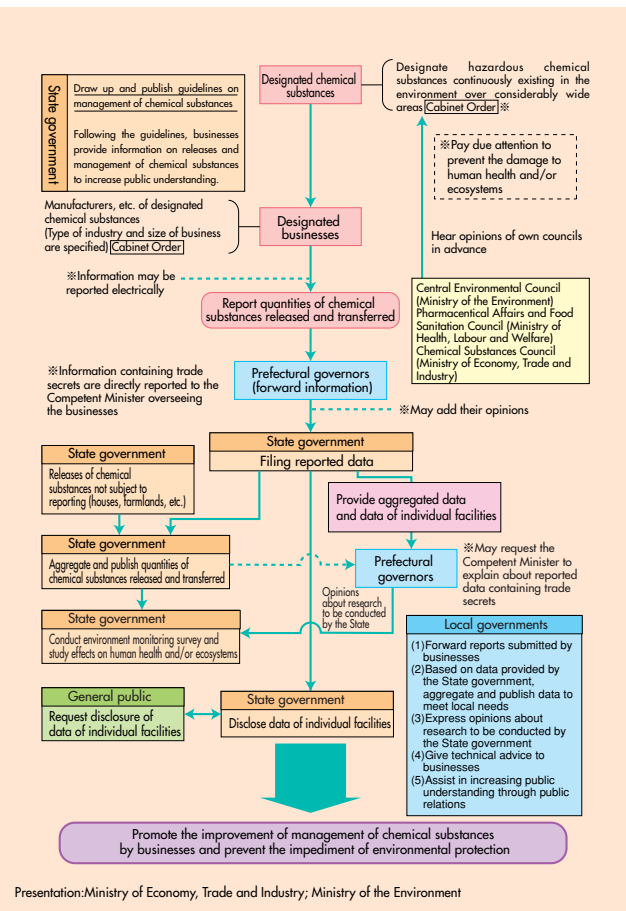 State government
Draw up and publish guidelines on
management of chemical substances
Following the guidelines, businesses
provide information on releases and
management of chemical substances
to increase public understanding.
Designated chemical
substances
Designate hazardous chemical
substances continuously existing in the
environment over considerably wide
areas Cabinet Order ※
※Pay due attention to
prevent the damage to
human health and/or
ecosystems
Manufacturers, etc. of designated
chemical substances
(Type of industry and size of business
are specified) Cabinet Order
Designated
businesses
Hear opinions of own councils
in advance
※Information may be
reported electrically
Report quantities of chemical
substances released and transferred
Central Environmental Council
(Ministry of the Environment)
Pharmacentical Affairs and Food
Sanitation Council (Ministry of
Health, Labour and Welfare)
Chemical Substances Council
(Ministry of Economy, Trade and
Industry)
※Information containing trade
secrets are directly reported to the
Competent Minister overseeing
the businesses
Prefectural governors
(forward information)
※May add their opinions
State government
Filing reported data
State government
Releases of chemical
substances not subject to
reporting (houses, farmlands, etc.)
Provide aggregated data
and data of individual facilities
State government
Aggregate and publish quantities of
chemical substances released and transferred
Prefectural
governors
※May request the
Competent Minister to
explain about reported
data containing trade
secrets
Opinions
about research
to be conducted
by the State
State government
Conduct environment monitoring survey and
study effects on human health and/or ecosystems
Local governments
(1)Forward reports submitted by
businesses
(2)Based on data provided by
the State government,
aggregate and publish data to
meet local needs
(3)Express opinions about
research to be conducted by
the State government
(4)Give technical advice to
businesses
(5)Assist in increasing public
understanding through public
relations
General public
Request disclosure of
data of individual facilities
State government
Disclose data of individual facilities
Promote the improvement of management of chemical substances
by businesses and prevent the impediment of environmental protection
Presentation:Ministry of Economy, Trade and Industry; Ministry of the Environment